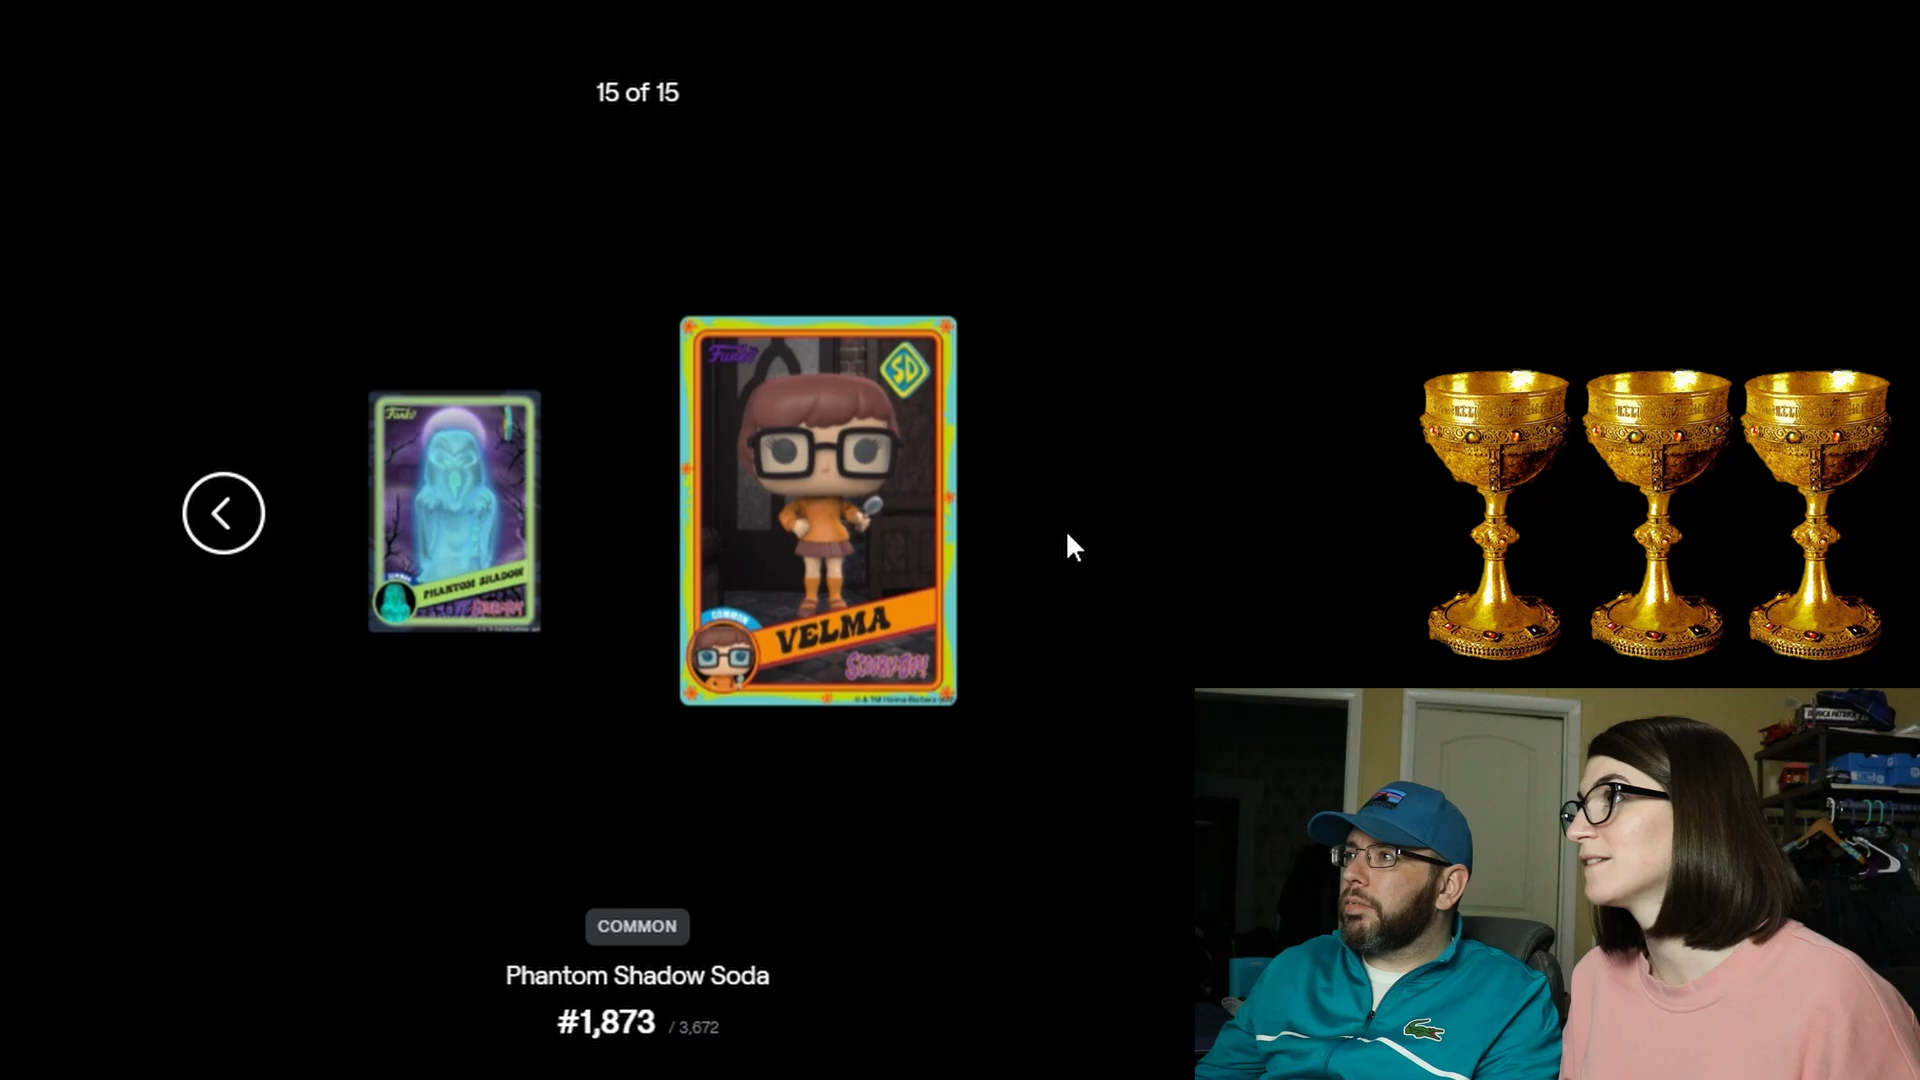 15 of 15
Funko
PHANTOM SHADOW
Funko
SD
COMMON
VELMA
SCOOBY-DOO!
COMMON
Phantom Shadow Soda
#1,873 / 3,672